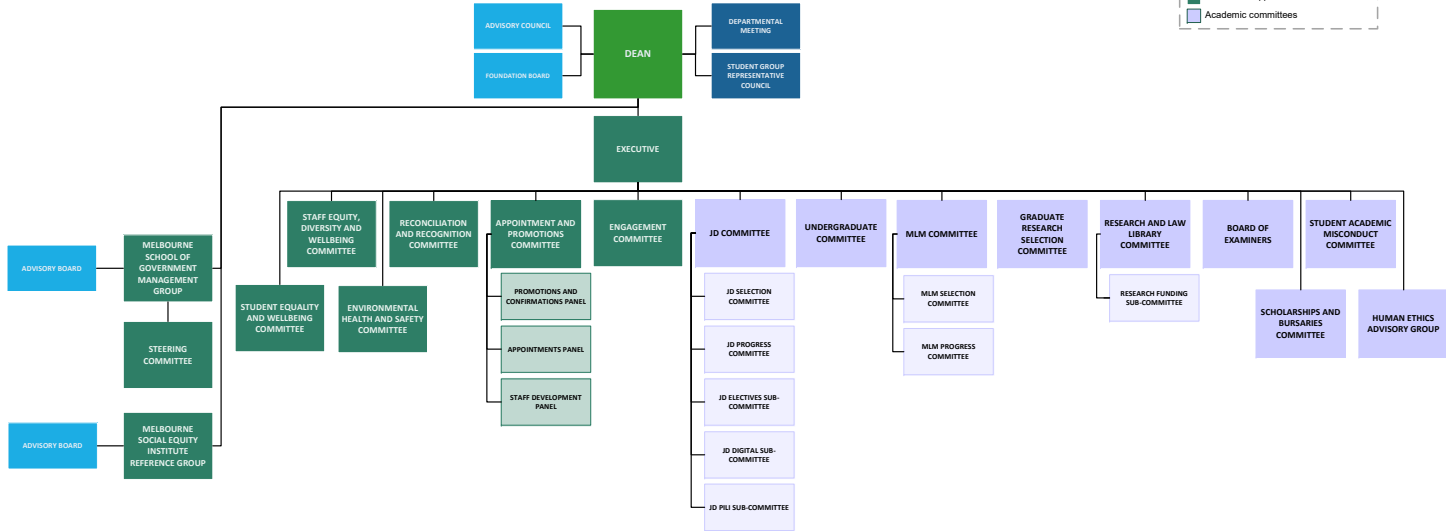 Academic committees
ADVISORY COUNCIL
DEAN
DEPARTMENTAL
MEETING
FOUNDATION BOARD
STUDENT GROUP
REPRESENTATIVE
COUNCIL
EXECUTIVE
STAFF EQUITY,
DIVERSITY AND
WELLBEING
COMMITTEE
RECONCILIATION
AND RECOGNITION
COMMITTEE
APPOINTMENT AND
PROMOTIONS
COMMITTEE
ENGAGEMENT
COMMITTEE
JD COMMITTEE
UNDERGRADUATE
COMMITTEE
MLM COMMITTEE
GRADUATE
RESEARCH
SELECTION
COMMITTEE
RESEARCH AND LAW
LIBRARY
COMMITTEE
BOARD OF
EXAMINERS
STUDENT ACADEMIC
MISCONDUCT
COMMITTEE
ADVISORY BOARD
MELBOURNE
SCHOOL OF
GOVERNMENT
MANAGEMENT
GROUP
STUDENT EQUALITY
AND WELLBEING
COMMITTEE
ENVIRONMENTAL
HEALTH AND SAFETY
COMMITTEE
PROMOTIONS AND
CONFIRMATIONS PANEL
JD SELECTION
COMMITTEE
MLM SELECTION
COMMITTEE
RESEARCH FUNDING
SUB-COMMITTEE
SCHOLARSHIPS AND
BURSARIES
COMMITTEE
HUMAN ETHICS
ADVISORY GROUP
STEERING
COMMITTEE
APPOINTMENTS PANEL
JD PROGRESS
COMMITTEE
MLM PROGRESS
COMMITTEE
STAFF DEVELOPMENT
PANEL
JD ELECTIVES SUB-
COMMITTEE
ADVISORY BOARD
MELBOURNE
SOCIAL EQUITY
INSTITUTE
REFERENCE GROUP
JD DIGITAL SUB-
COMMITTEE
JD PILI SUB-COMMITTEE